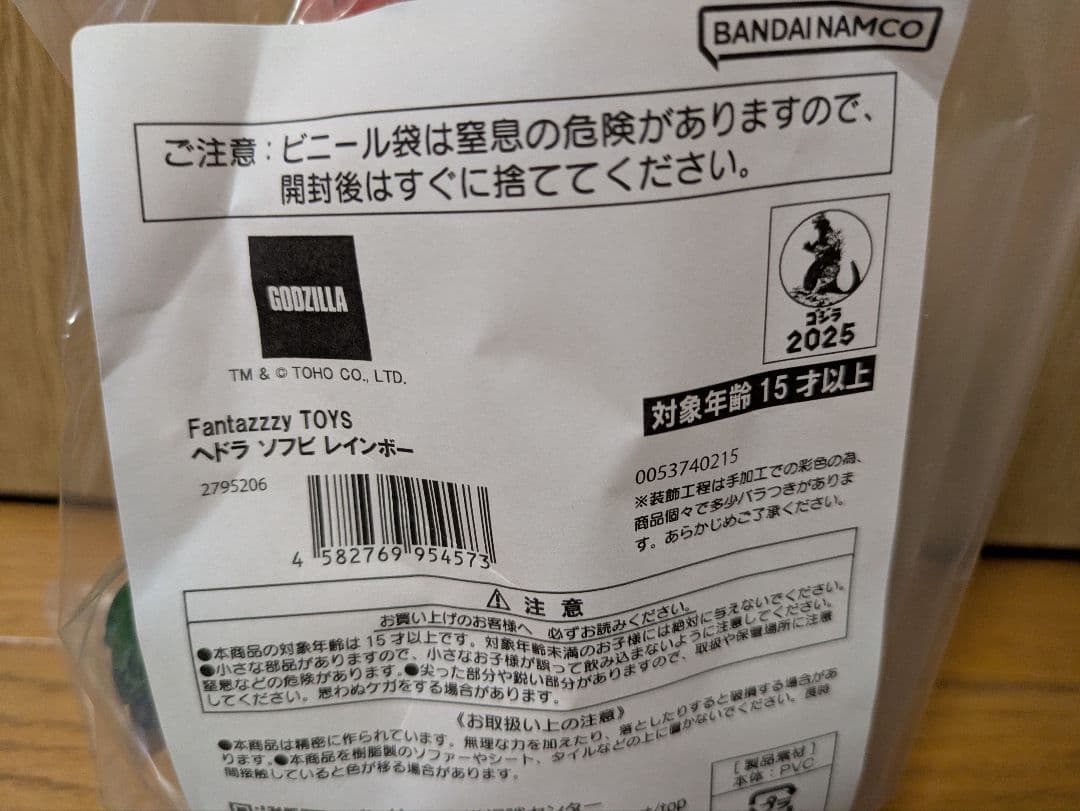 BANDAI NAMCO
ご注意：ビニール袋は窒息の危険がありますので、
開封後はすぐに捨ててください。
GODZILLA
TM & © TOHO CO., LTD.
ゴジラ
2025
対象年齢15才以上
Fantazzzy TOYS
ヘドラ ソフビ レインボー
2795206
4 582769 954573
0053740215
※装飾工程は手加工での彩色の為、
商品個々で多少バラつきがありま
す。あらかじめご了承ください。
⚠ 注意
お買い上げのお客様へ 必ずお読みください。
●本商品の対象年齢は15才以上です。対象年齢未満のお子様には絶対に与えないでください。
●小さな部品がありますので、小さなお子様が誤って飲み込まないように注意してください。
窒息などの危険があります。●尖った部分や鋭い部分がありますので、取扱や保管場所に注意
してください。思わぬケガをする場合があります。
《お取扱い上の注意》
●本商品は精密に作られています。無理な力を加えたり、落としたりすると破損する場合があ
ります。●本商品を樹脂製のソファーやシート、タイルなどの上に置かないでください。長時
間接触していると色が移る場合があります。
[製品素材]
本体：PVC
プラ